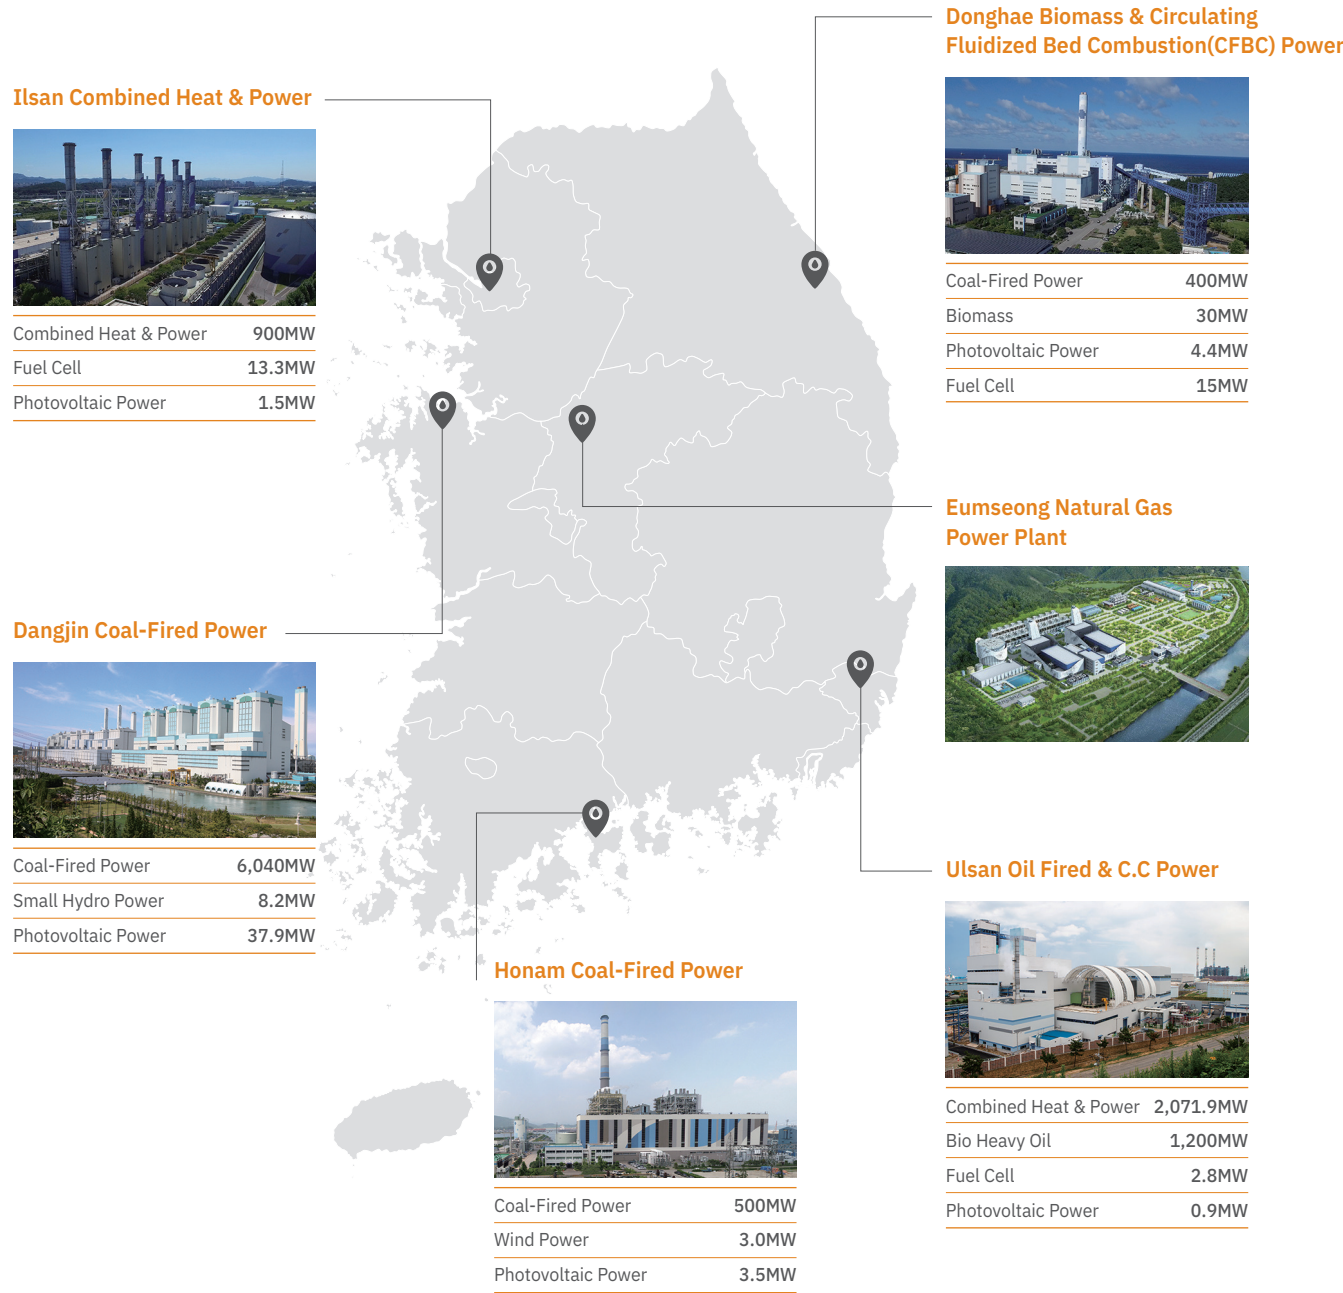 Donghae Biomass & Circulating
Fluidized Bed Combustion(CFBC) Power
Coal-Fired Power 400MW
Biomass 30MW
Photovoltaic Power 4.4MW
Fuel Cell 15MW
Ilsan Combined Heat & Power
Combined Heat & Power 900MW
Fuel Cell 13.3MW
Photovoltaic Power 1.5MW
Eumseong Natural Gas
Power Plant
Dangjin Coal-Fired Power
Coal-Fired Power 6,040MW
Small Hydro Power 8.2MW
Photovoltaic Power 37.9MW
Ulsan Oil Fired & C.C Power
Combined Heat & Power 2,071.9MW
Bio Heavy Oil 1,200MW
Fuel Cell 2.8MW
Photovoltaic Power 0.9MW
Honam Coal-Fired Power
Coal-Fired Power 500MW
Wind Power 3.0MW
Photovoltaic Power 3.5MW